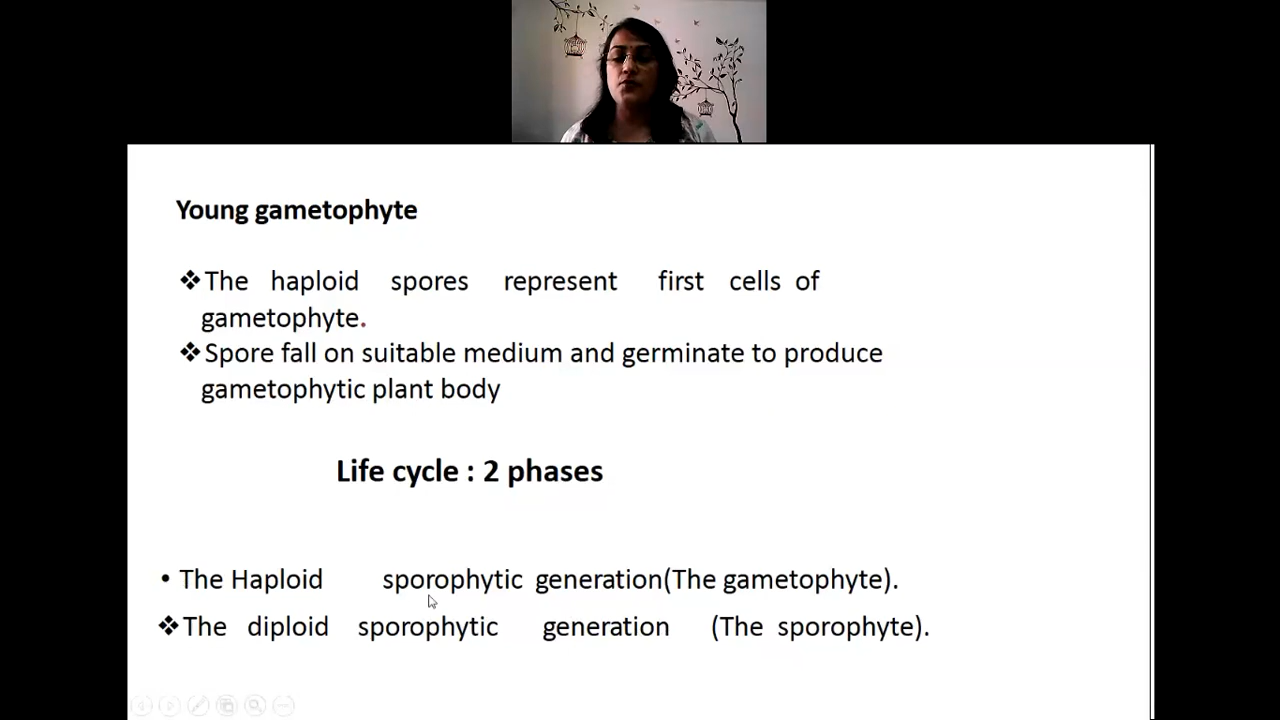 Young gametophyte
❖The haploid spores represent first cells of
gametophyte.
❖Spore fall on suitable medium and germinate to produce
gametophytic plant body
Life cycle : 2 phases
• The Haploid sporophytic generation(The gametophyte).
❖The diploid sporophytic generation (The sporophyte).